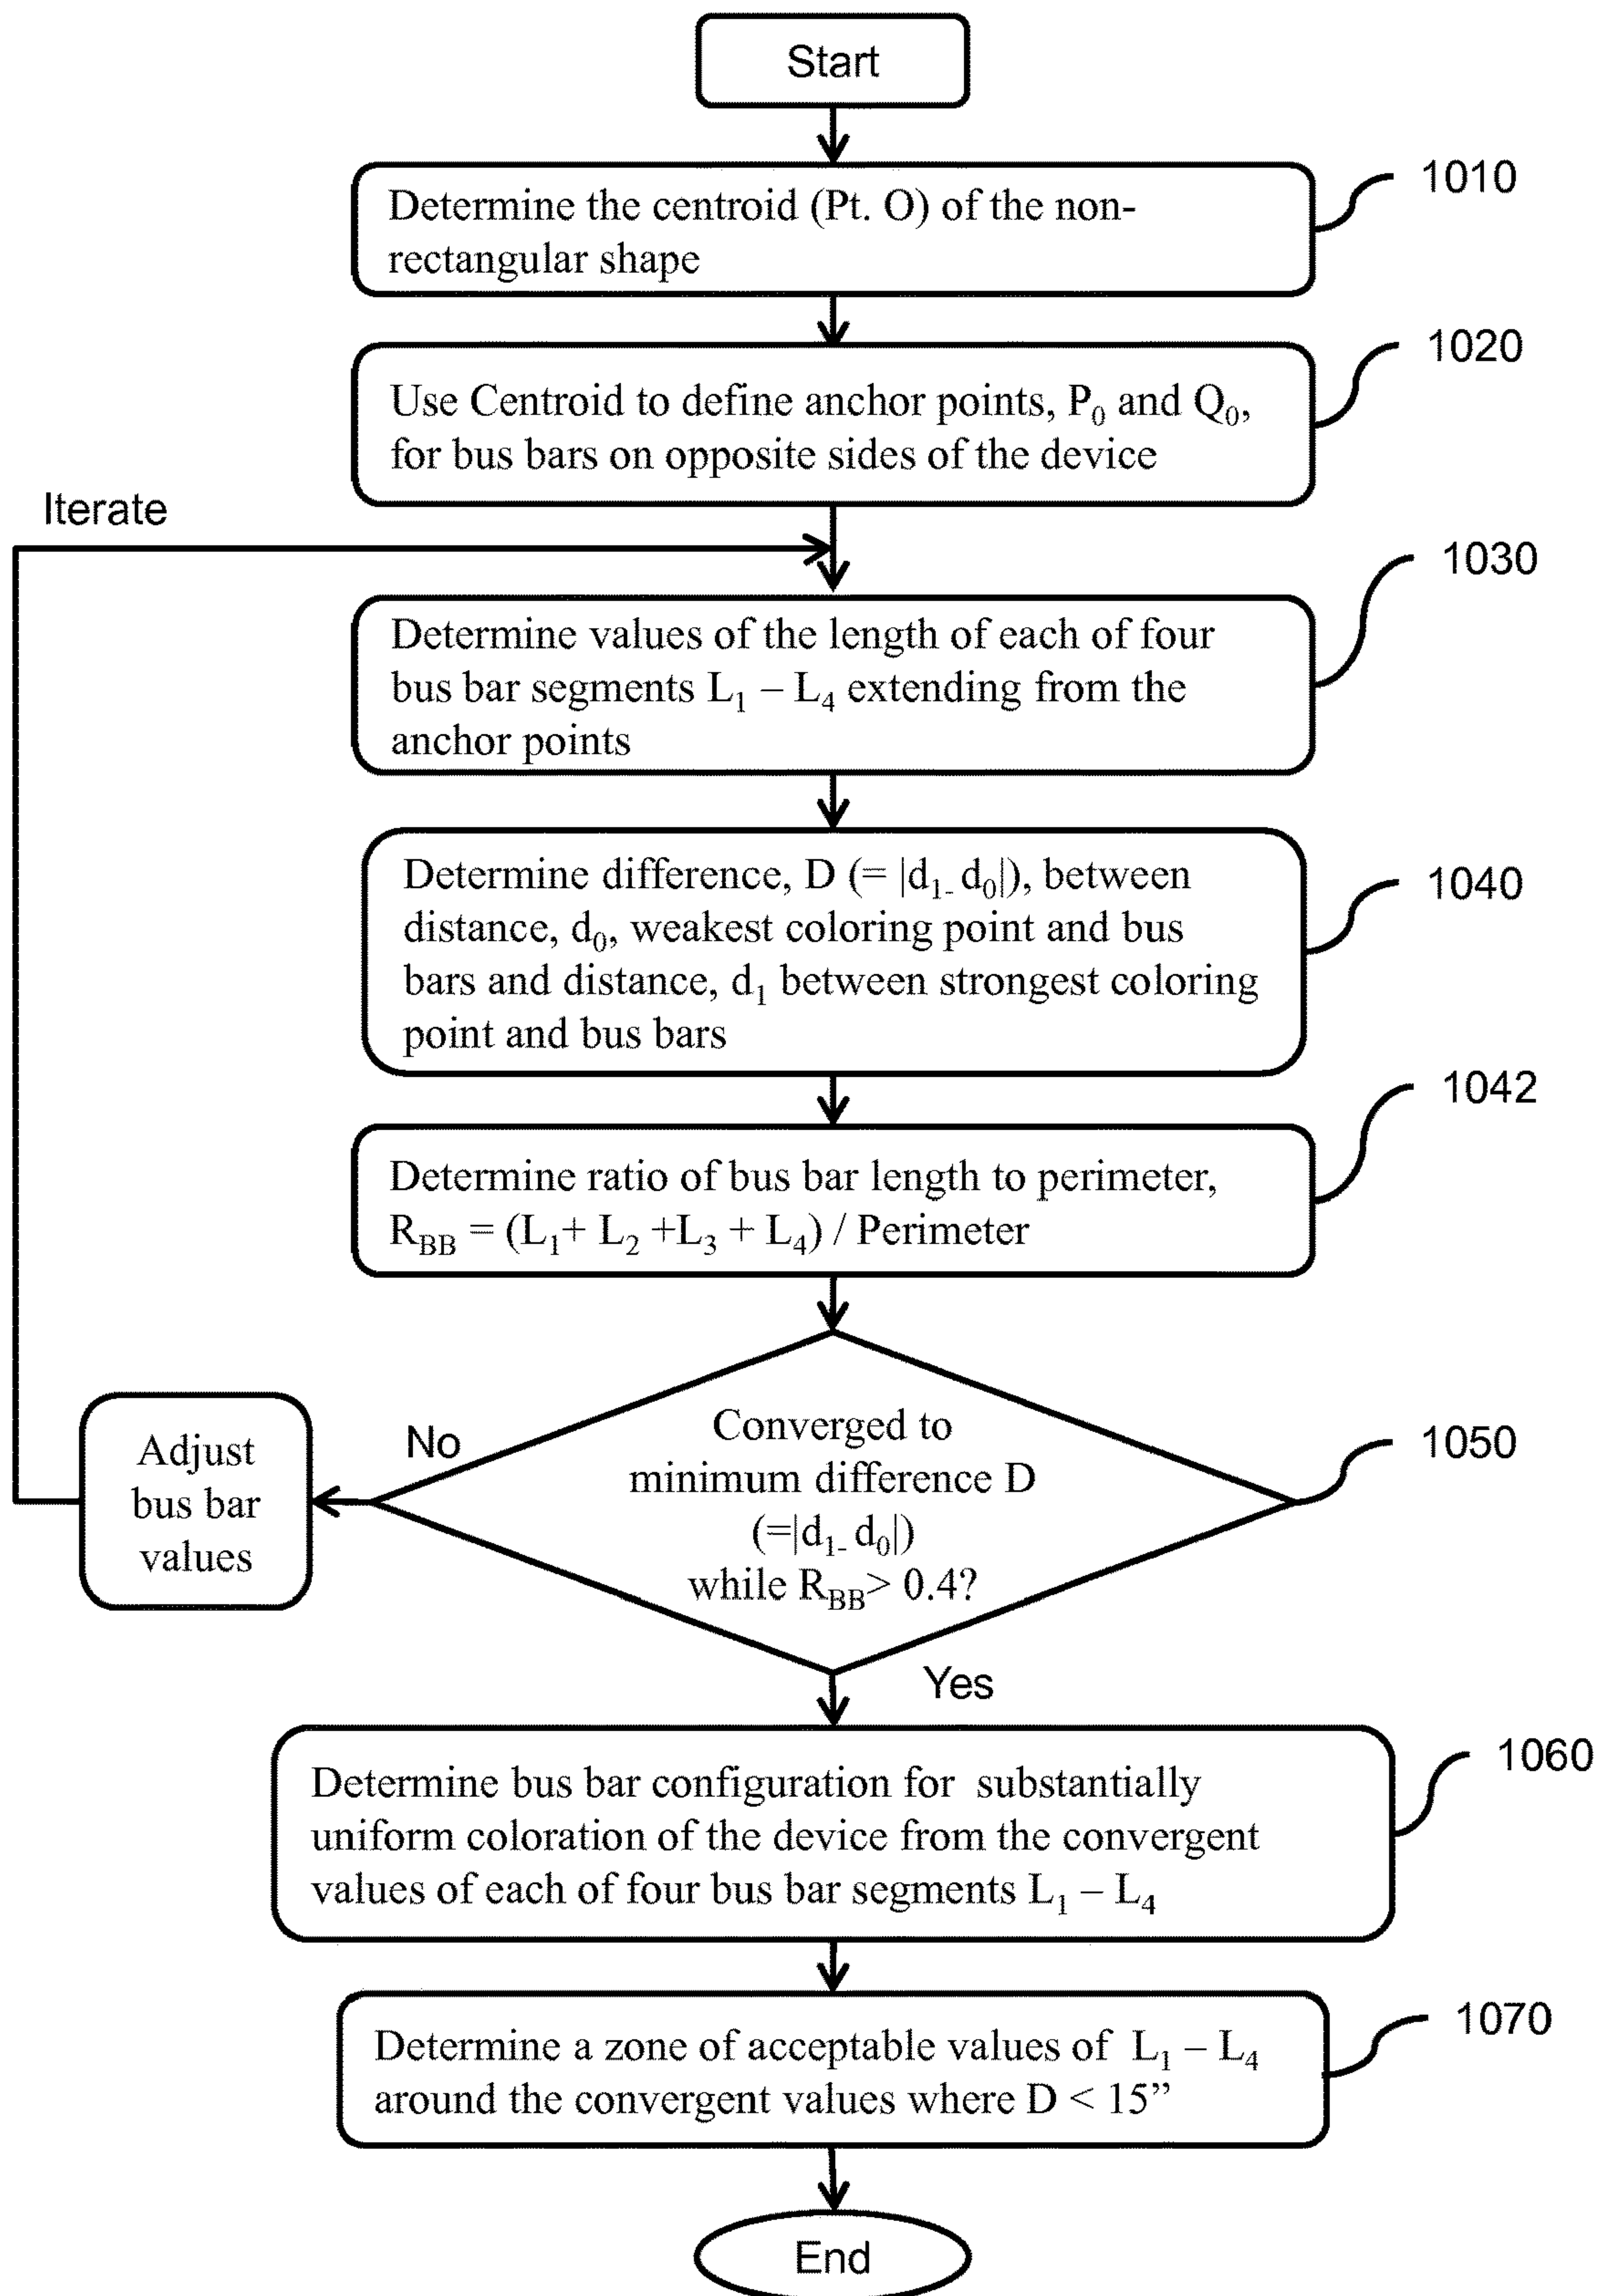 Start
Determine the centroid (Pt. O) of the non-
rectangular shape
1010
Use Centroid to define anchor points, P₀ and Q₀,
for bus bars on opposite sides of the device
1020
Iterate
Determine values of the length of each of four
bus bar segments L₁ – L₄ extending from the
anchor points
1030
Determine difference, D (= |d₁₋ d₀|), between
distance, d₀, weakest coloring point and bus
bars and distance, d₁ between strongest coloring
point and bus bars
1040
Determine ratio of bus bar length to perimeter,
R_BB = (L₁+ L₂ +L₃ + L₄) / Perimeter
1042
Converged to
minimum difference D
(=|d₁₋ d₀|)
while R_BB> 0.4?
1050
No
Adjust
bus bar
values
Yes
Determine bus bar configuration for substantially
uniform coloration of the device from the convergent
values of each of four bus bar segments L₁ – L₄
1060
Determine a zone of acceptable values of L₁ – L₄
around the convergent values where D < 15”
1070
End